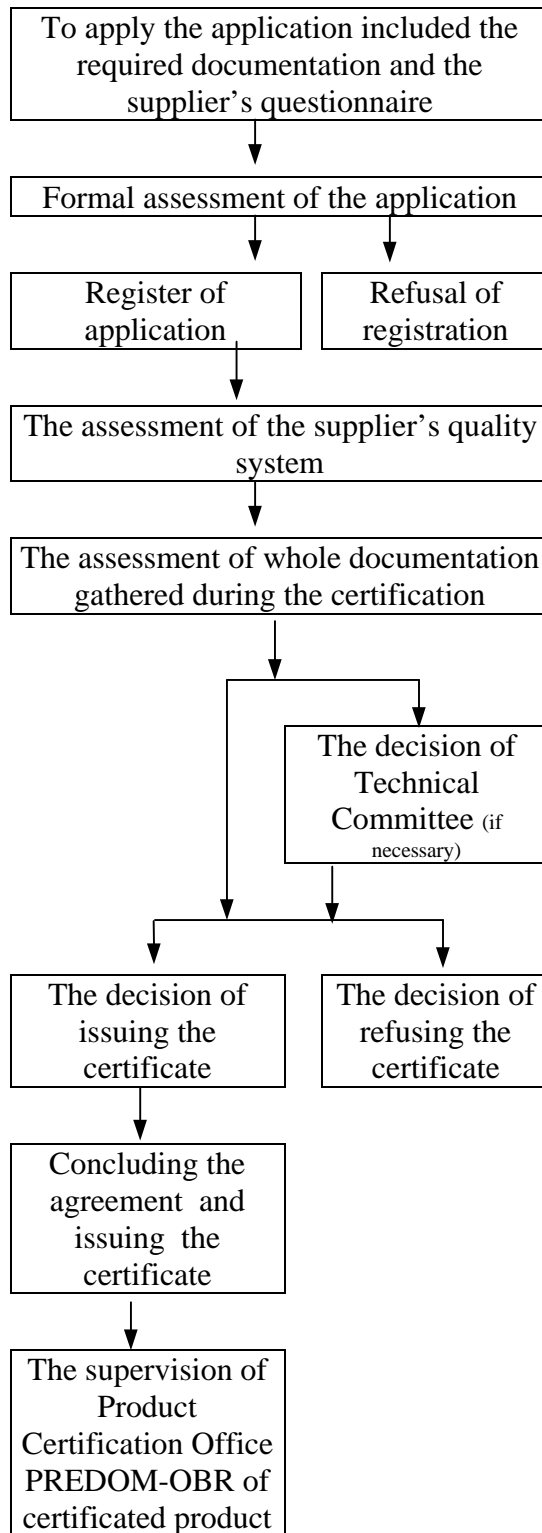 To apply the application included the
required documentation and the
supplier's questionnaire
Formal assessment of the application
Register of
application
Refusal of
registration
The assessment of the supplier's quality
system
The assessment of whole documentation
gathered during the certification
The decision of
Technical
Committee (if
necessary)
The decision of
issuing the
certificate
The decision of
refusing the
certificate
Concluding the
agreement and
issuing the
certificate
The supervision of
Product
Certification Office
PREDOM-OBR of
certificated product